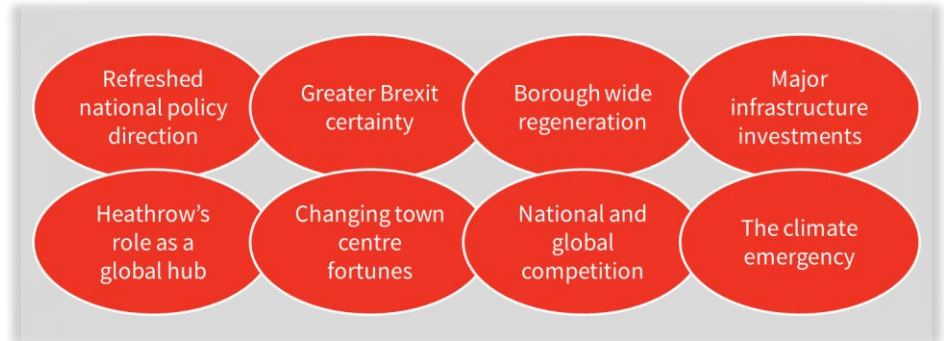 Refreshed
national policy
direction
Greater Brexit
certainty
Borough wide
regeneration
Major
infrastructure
investments
Heathrow's
role as a
global hub
Changing town
centre
fortunes
National and
global
competition
The climate
emergency